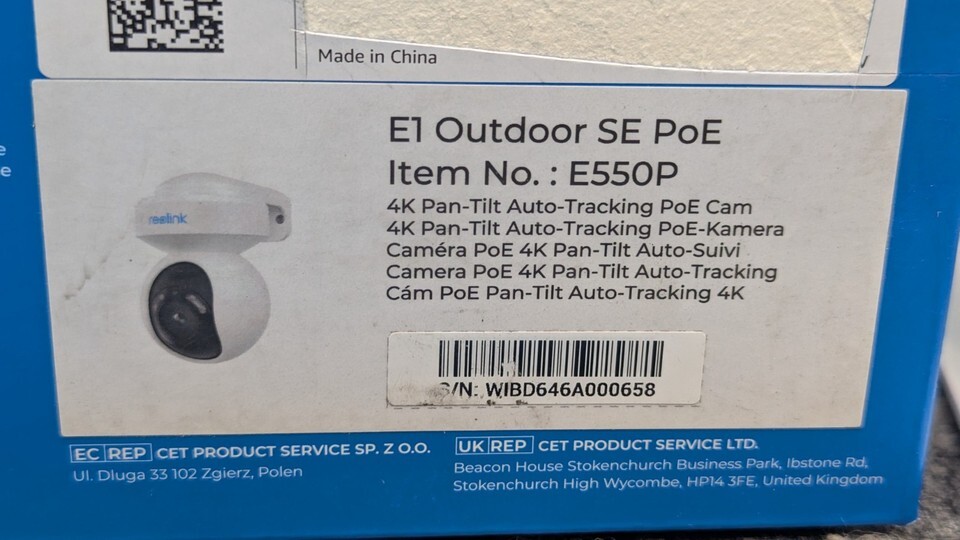 Made in China
E1 Outdoor SE PoE
Item No. : E550P
4K Pan-Tilt Auto-Tracking PoE Cam
4K Pan-Tilt Auto-Tracking PoE-Kamera
Caméra PoE 4K Pan-Tilt Auto-Suivi
Camera PoE 4K Pan-Tilt Auto-Tracking
Cám PoE Pan-Tilt Auto-Tracking 4K
reolink
S/N: WIBD646A000658
EC REP CET PRODUCT SERVICE SP. Z O.O.
Ul. Dluga 33 102 Zgierz, Polen
UK REP CET PRODUCT SERVICE LTD.
Beacon House Stokenchurch Business Park, Ibstone Rd,
Stokenchurch High Wycombe, HP14 3FE, United Kingdom